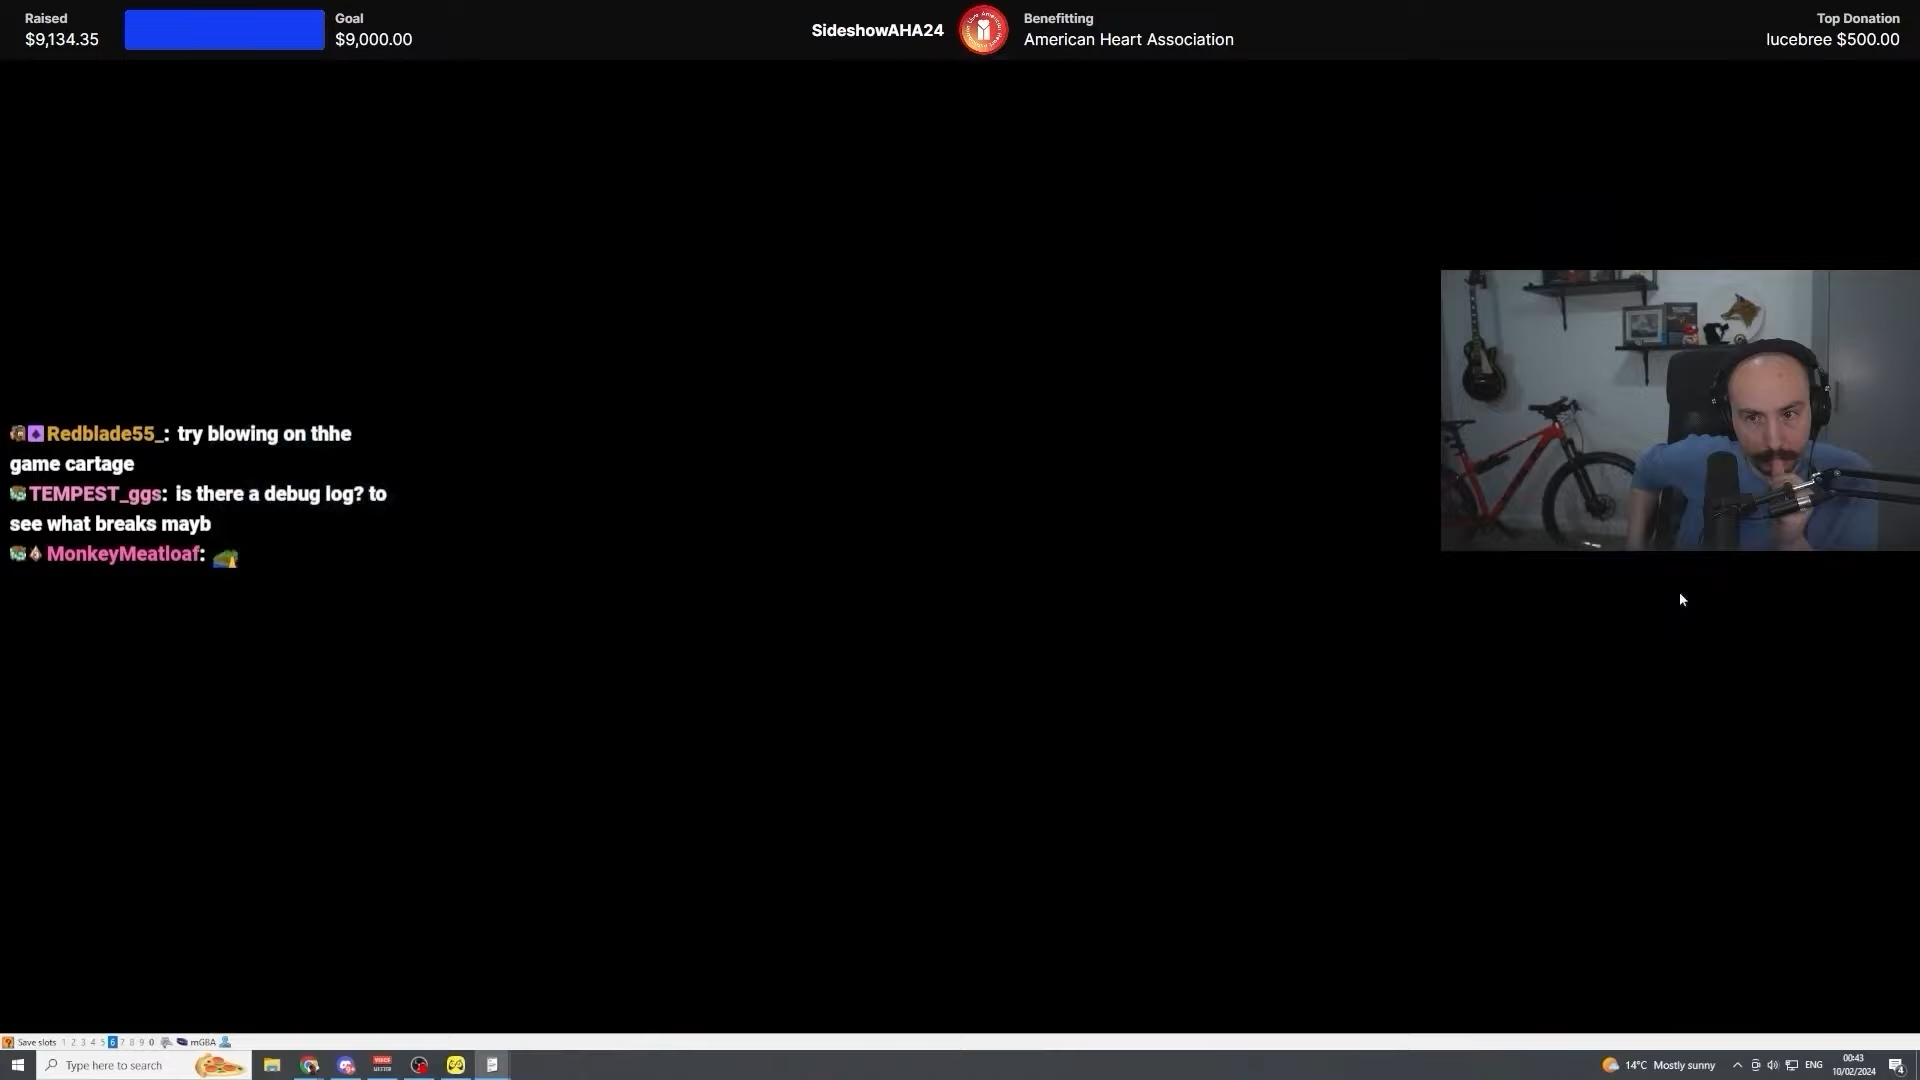 Raised
$9,134.35
Goal
$9,000.00
SideshowAHA24
Benefitting
American Heart Association
Top Donation
lucebree $500.00
Redblade55_: try blowing on thhe
game cartage
TEMPEST_ggs: is there a debug log? to
see what breaks mayb
MonkeyMeatloaf:
Save slots 1 2 3 4 5 6 7 8 9 0 mGBA
Type here to search
14°C Mostly sunny
ENG
00:43
10/02/2024
4